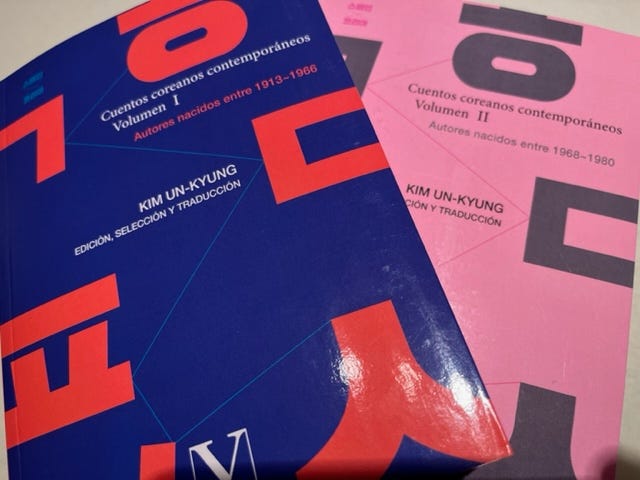 Cuentos coreanos contemporáneos
Volumen I
Autores nacidos entre 1913~1966
KIM UN-KYUNG
EDICIÓN, SELECCIÓN Y TRADUCCIÓN
V
Cuentos coreanos contemporáneos
Volumen II
Autores nacidos entre 1968~1980
KIM UN-KYUNG
CIÓN Y TRADUCCIÓN